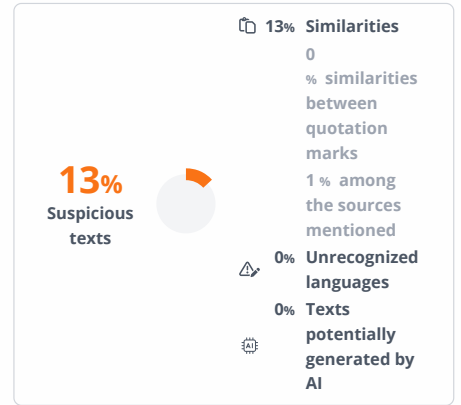 13%
Suspicious
texts
13% Similarities
0
% similarities
between
quotation
marks
1 % among
the sources
mentioned
0% Unrecognized
languages
0% Texts
potentially
generated by
AI
AI